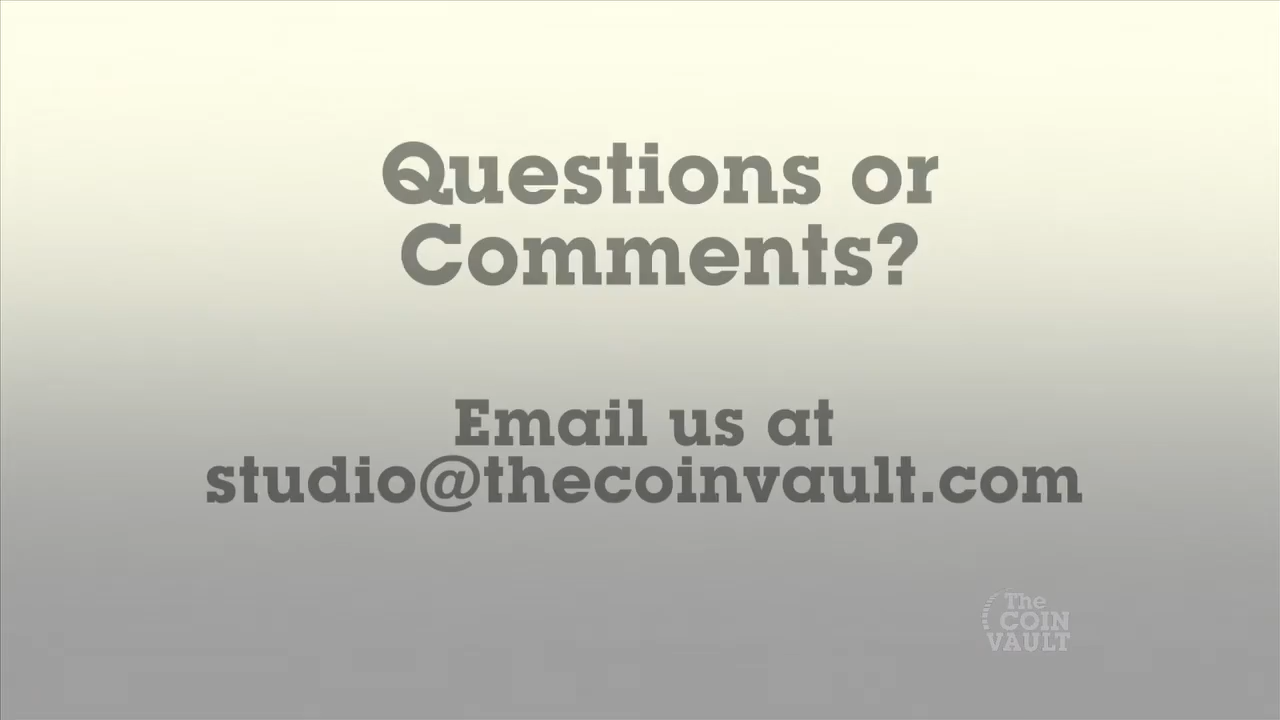 Questions or
Comments?
Email us at
studio@thecoinvault.com
The
COIN
VAULT